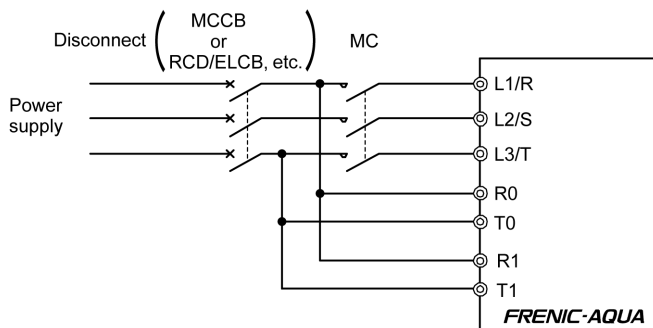 Disconnect
MCCB
or
RCD/ELCB, etc.
MC
Power
supply
L1/R
L2/S
L3/T
R0
T0
R1
T1
FRENIC-AQUA